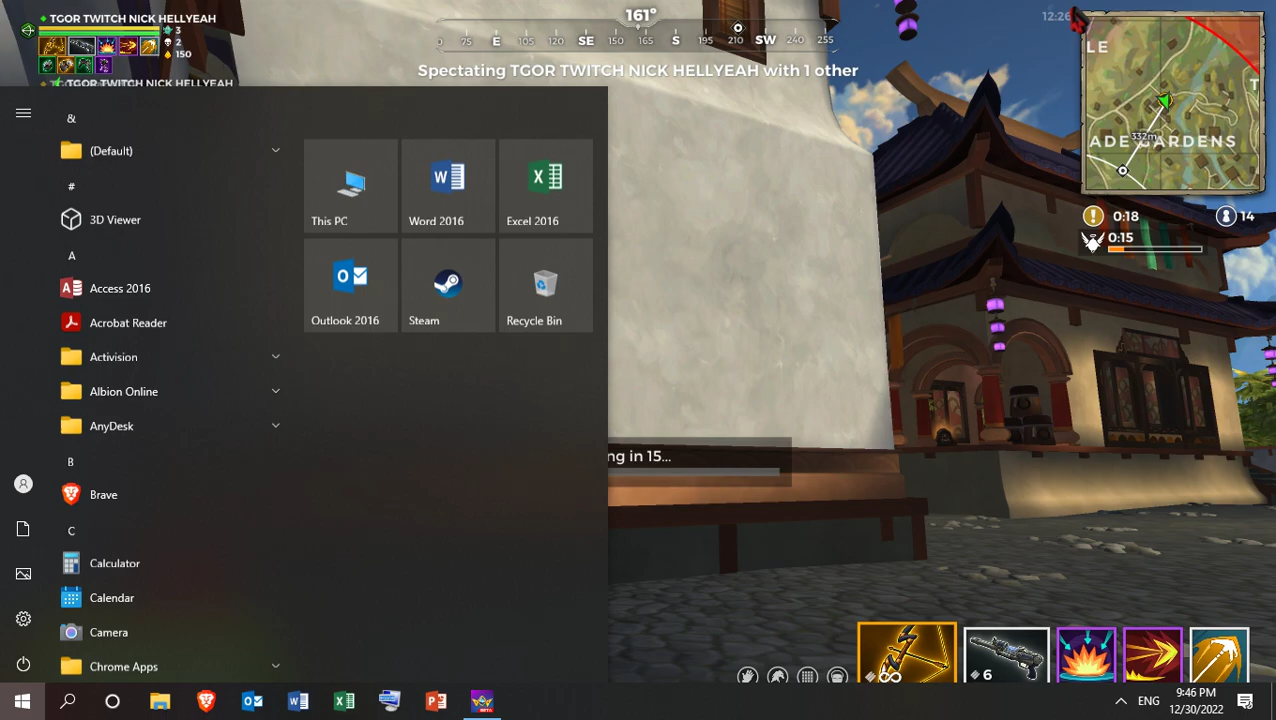 TGOR TWITCH NICK HELLYEAH
3
2
150
TGOR TWITCH NICK HELLYEAH
161°
0 75 E 105 120 SE 150 165 S 195 210 SW 240 255
Spectating TGOR TWITCH NICK HELLYEAH with 1 other
12:26
LE
T
332m
ADE GARDENS
0:18
14
0:15
&
(Default)
#
3D Viewer
A
Access 2016
Acrobat Reader
Activision
Albion Online
AnyDesk
B
Brave
C
Calculator
Calendar
Camera
Chrome Apps
This PC
Word 2016
Excel 2016
Outlook 2016
Steam
Recycle Bin
ng in 15...
∞
6
ENG
9:46 PM
12/30/2022